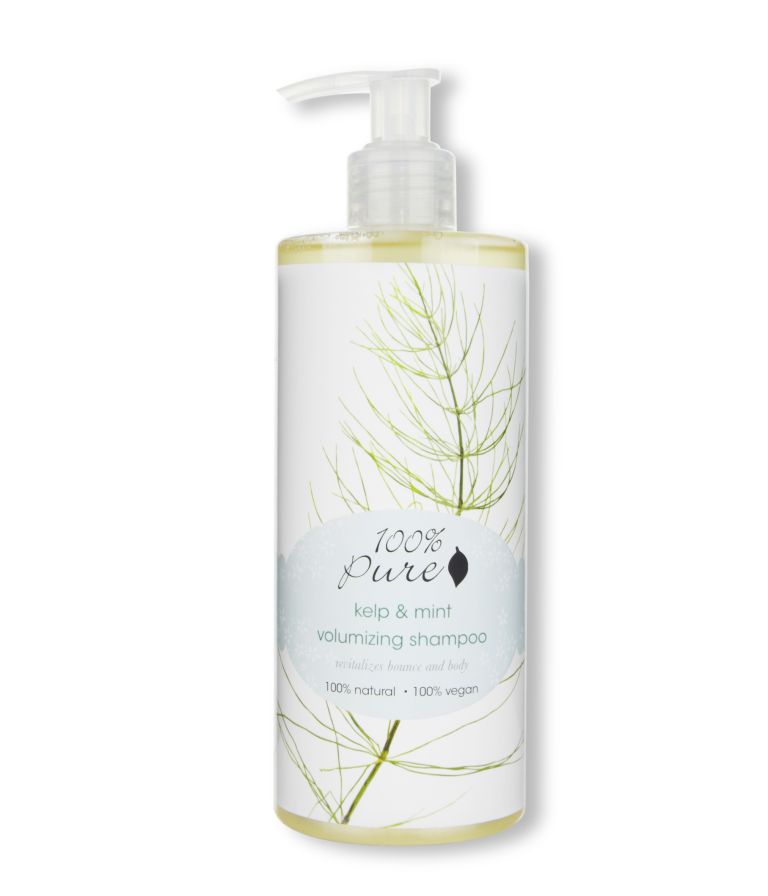 100%
Pure
kelp & mint
volumizing shampoo
revitalizes bounce and body
100% natural • 100% vegan